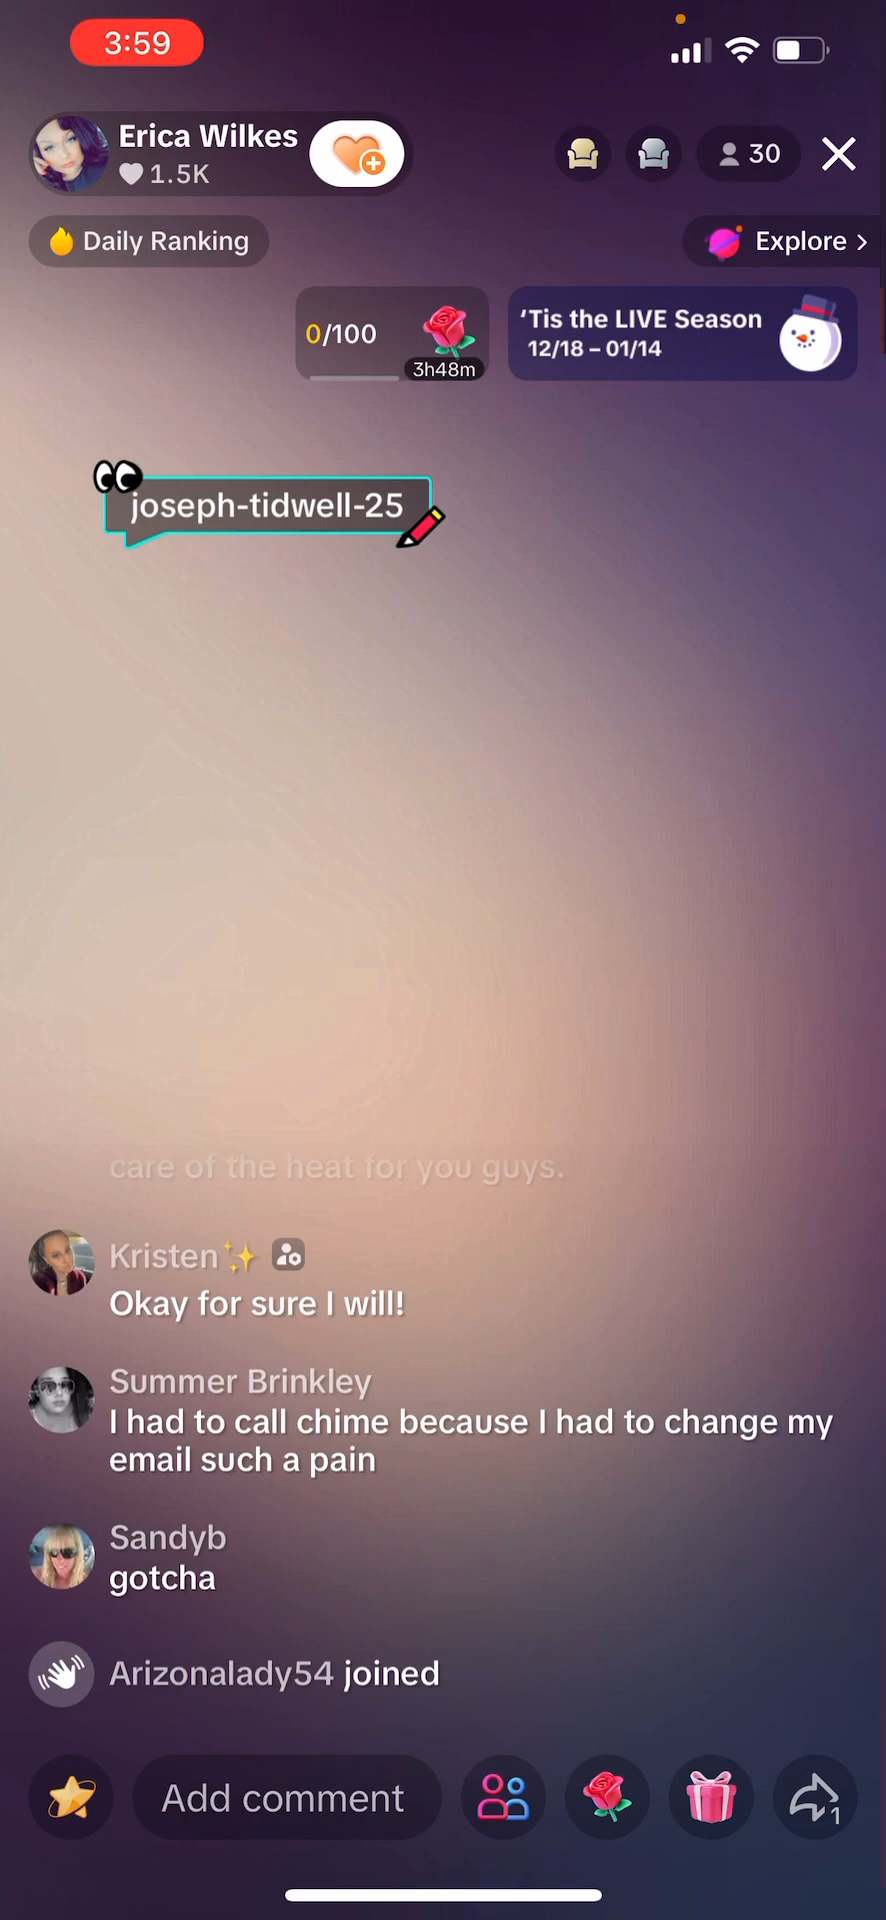 3:59
Erica Wilkes
1.5K
30
Daily Ranking
Explore >
0/100
3h48m
'Tis the LIVE Season
12/18 – 01/14
joseph-tidwell-25
care of the heat for you guys.
Kristen✨
Okay for sure I will!
Summer Brinkley
I had to call chime because I had to change my
email such a pain
Sandyb
gotcha
Arizonalady54 joined
Add comment
1